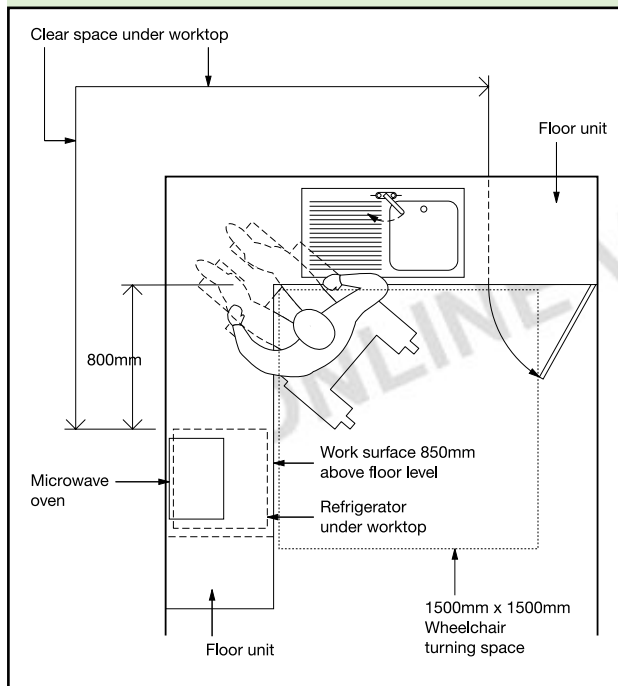 Clear space under worktop
Floor unit
800mm
Microwave
oven
Work surface 850mm
above floor level
Refrigerator
under worktop
Floor unit
1500mm x 1500mm
Wheelchair
turning space
ONLINE